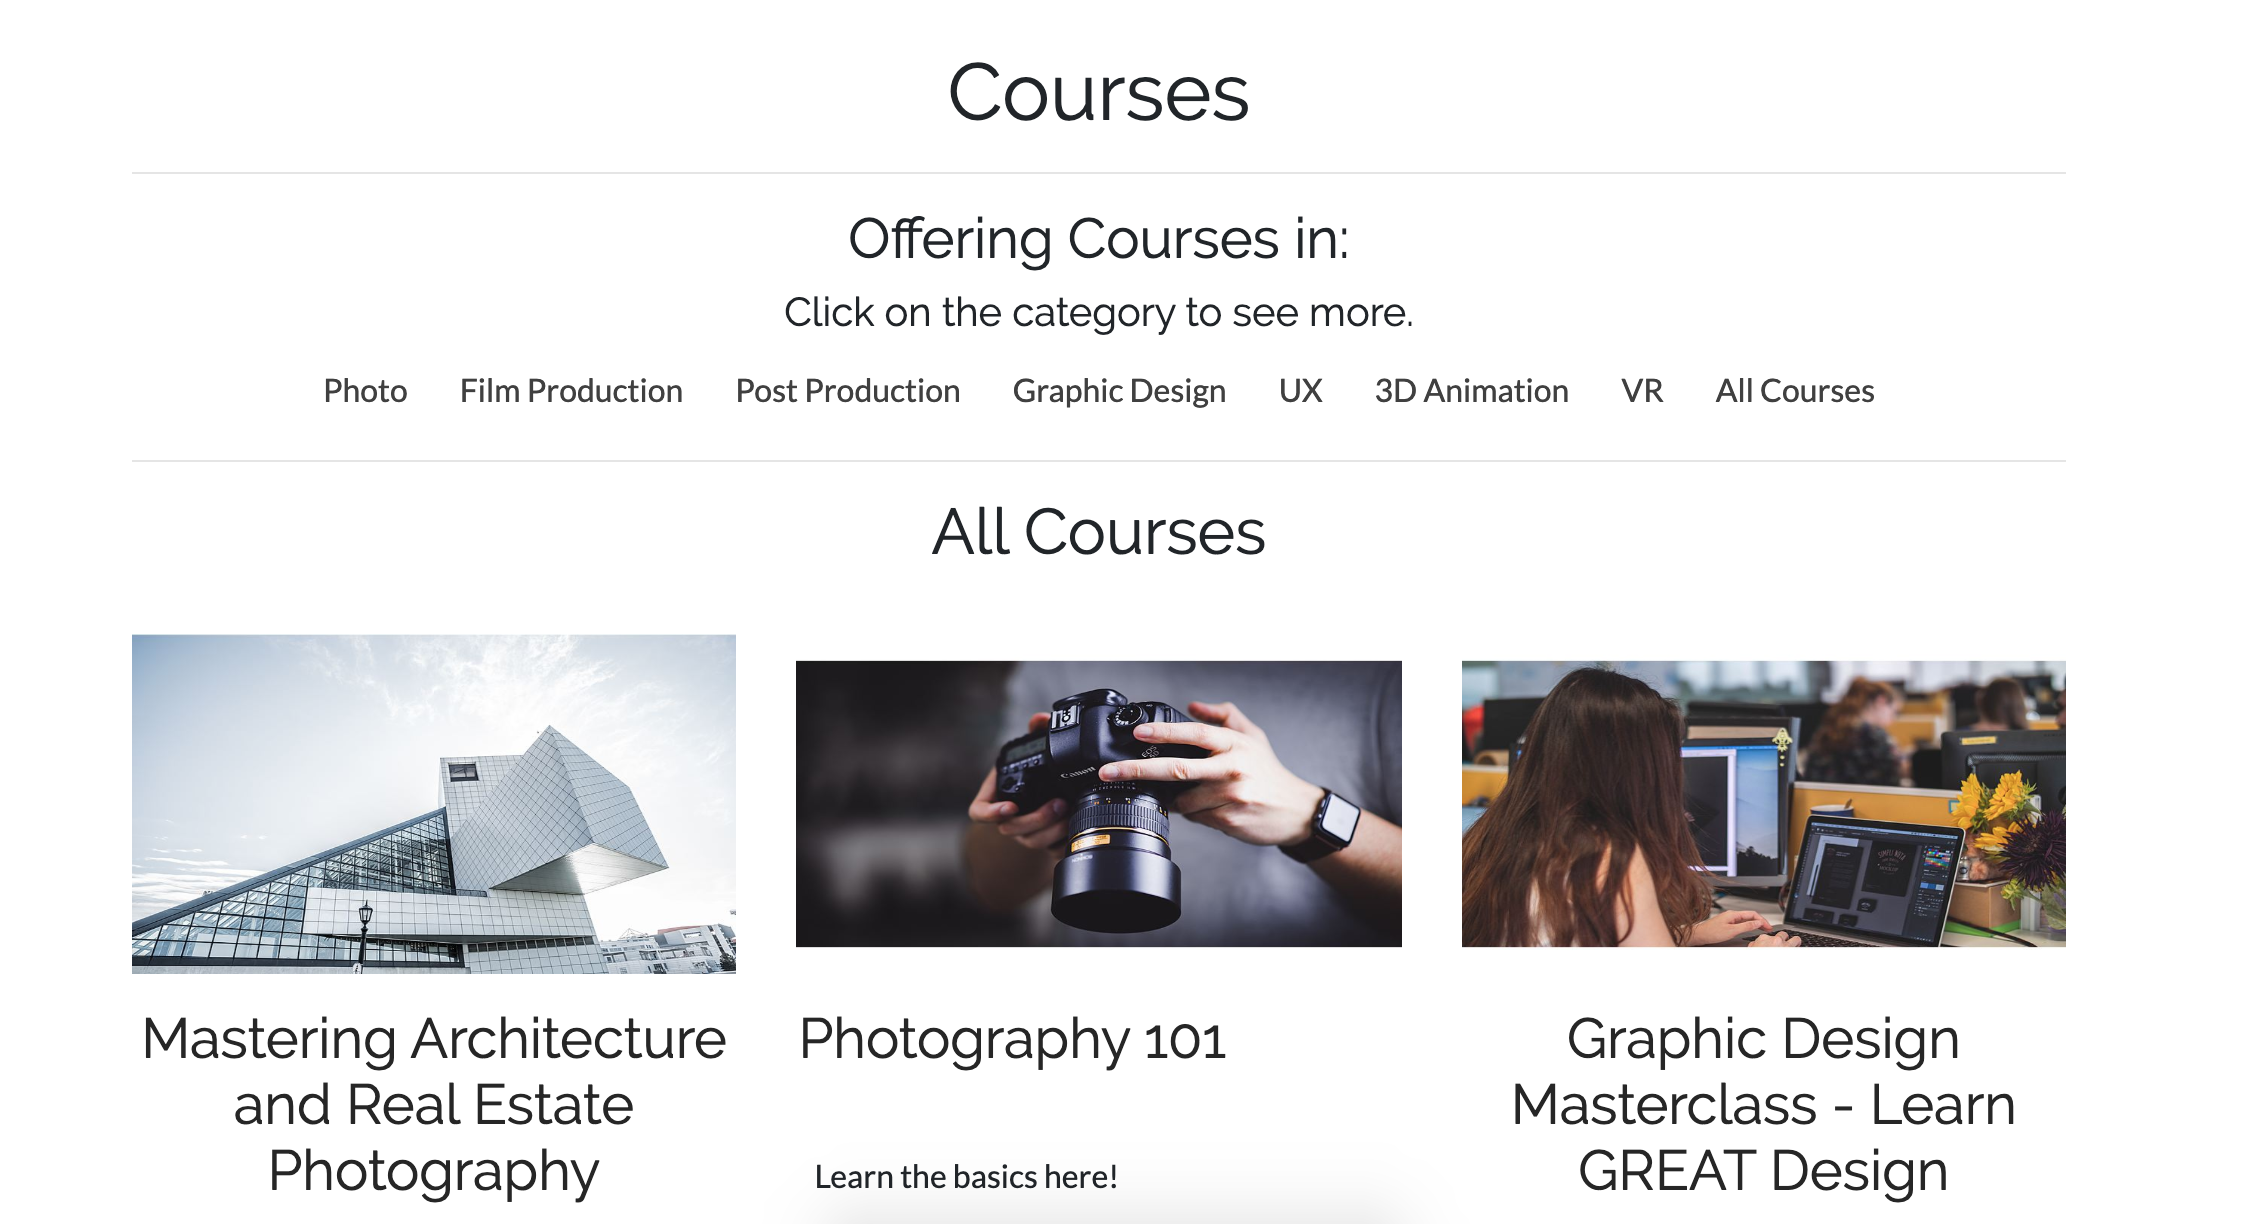 Courses
Offering Courses in:
Click on the category to see more.
Photo Film Production Post Production Graphic Design UX 3D Animation VR All Courses
All Courses
Canon
EOS
Mastering Architecture
and Real Estate
Photography
Photography 101
Learn the basics here!
Graphic Design
Masterclass - Learn
GREAT Design